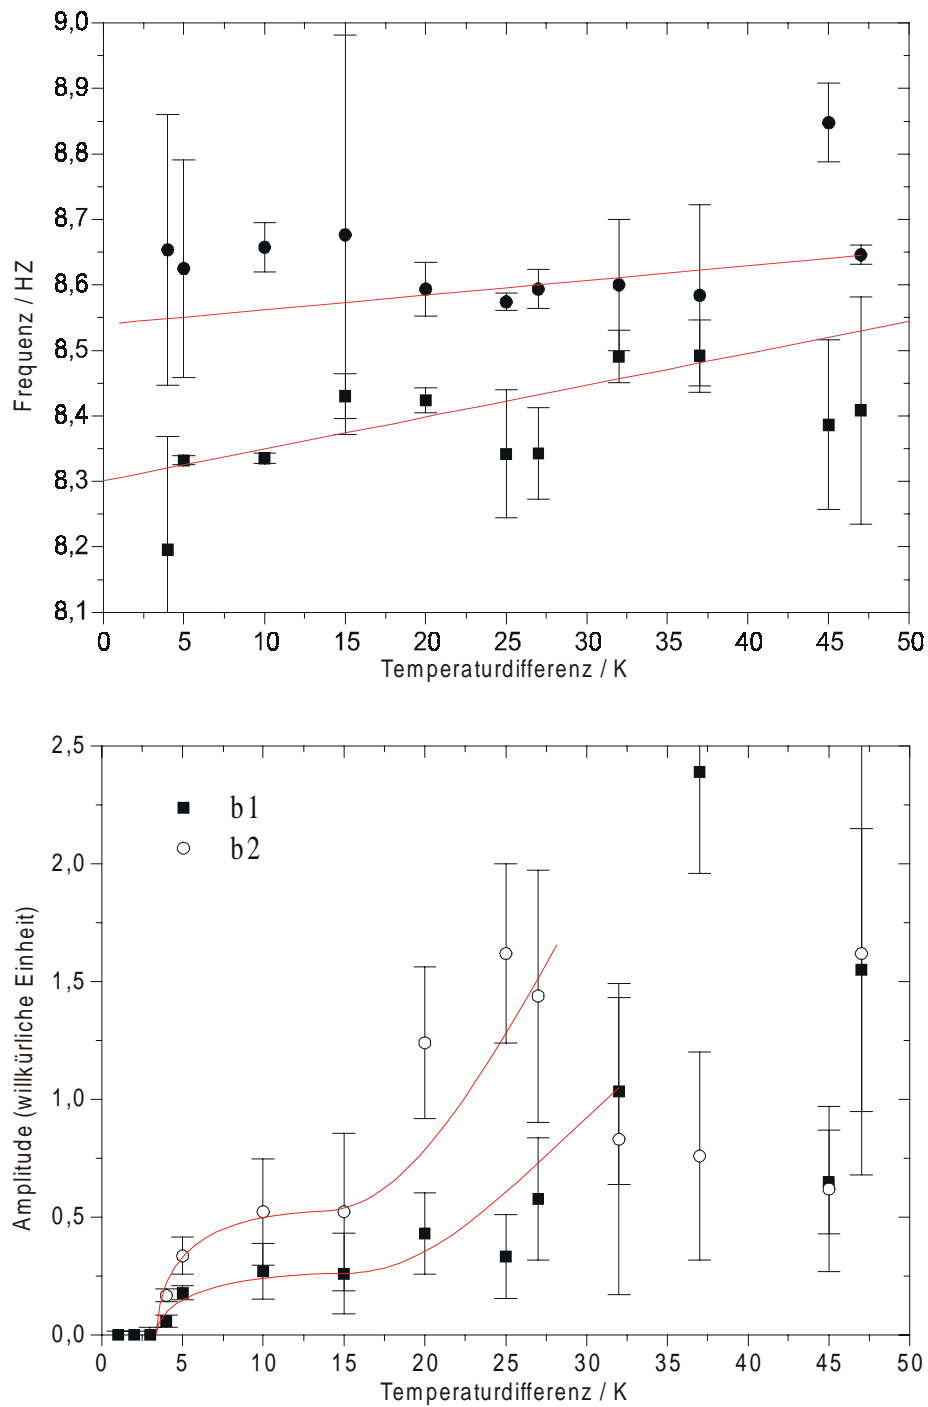 9,0
8,9
8,8
8,7
8,6
8,5
8,4
8,3
8,2
8,1
Frequenz / HZ
0 5 10 15 20 25 30 35 40 45 50
Temperaturdifferenz / K
2,5
2,0
1,5
1,0
0,5
0,0
Amplitude (willkürliche Einheit)
b1
b2
0 5 10 15 20 25 30 35 40 45 50
Temperaturdifferenz / K